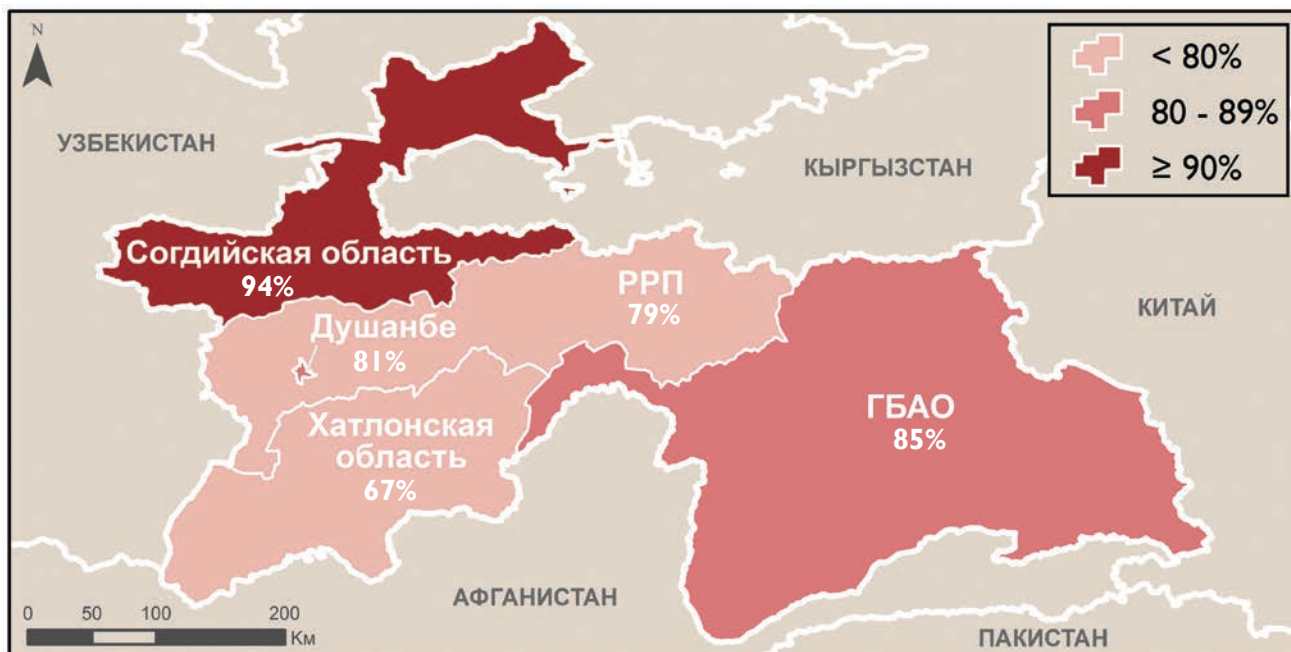 N
< 80%
80 - 89%
≥ 90%
УЗБЕКИСТАН
КЫРГЫЗСТАН
Согдийская область
94%
РРП
79%
КИТАЙ
Душанбе
81%
ГБАО
85%
Хатлонская
область
67%
АФГАНИСТАН
ПАКИСТАН
0 50 100 200
Км